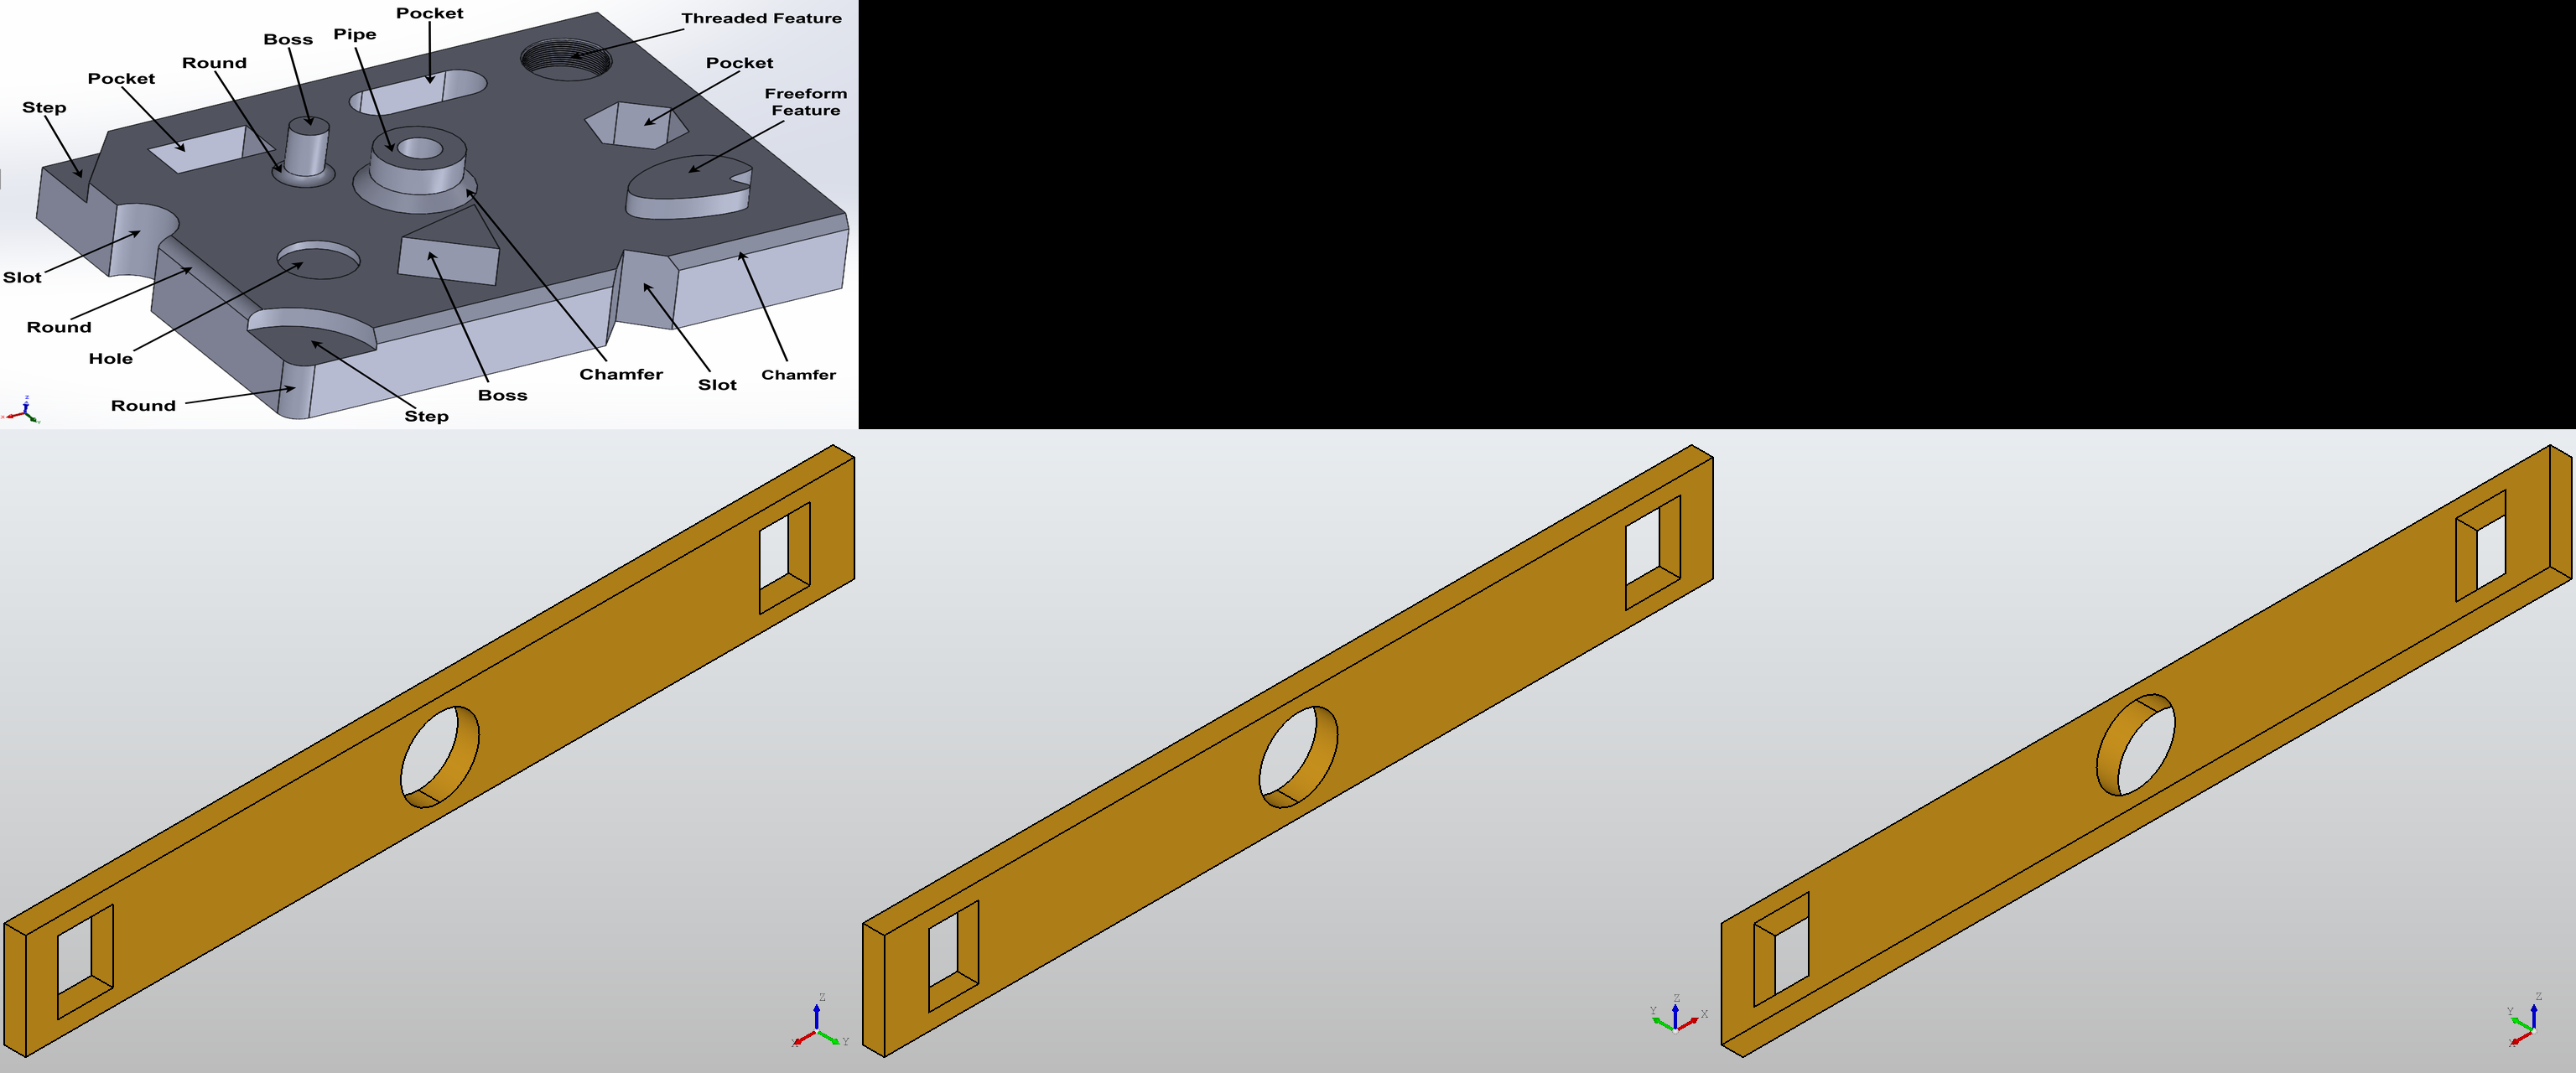 Pocket
Threaded Feature
Boss
Pipe
Round
Pocket
Pocket
Freeform
Feature
Step
Slot
Round
Hole
Chamfer
Slot
Chamfer
Boss
Round
Step
Z
X
Y
Y
Z
X
Y
Z
X